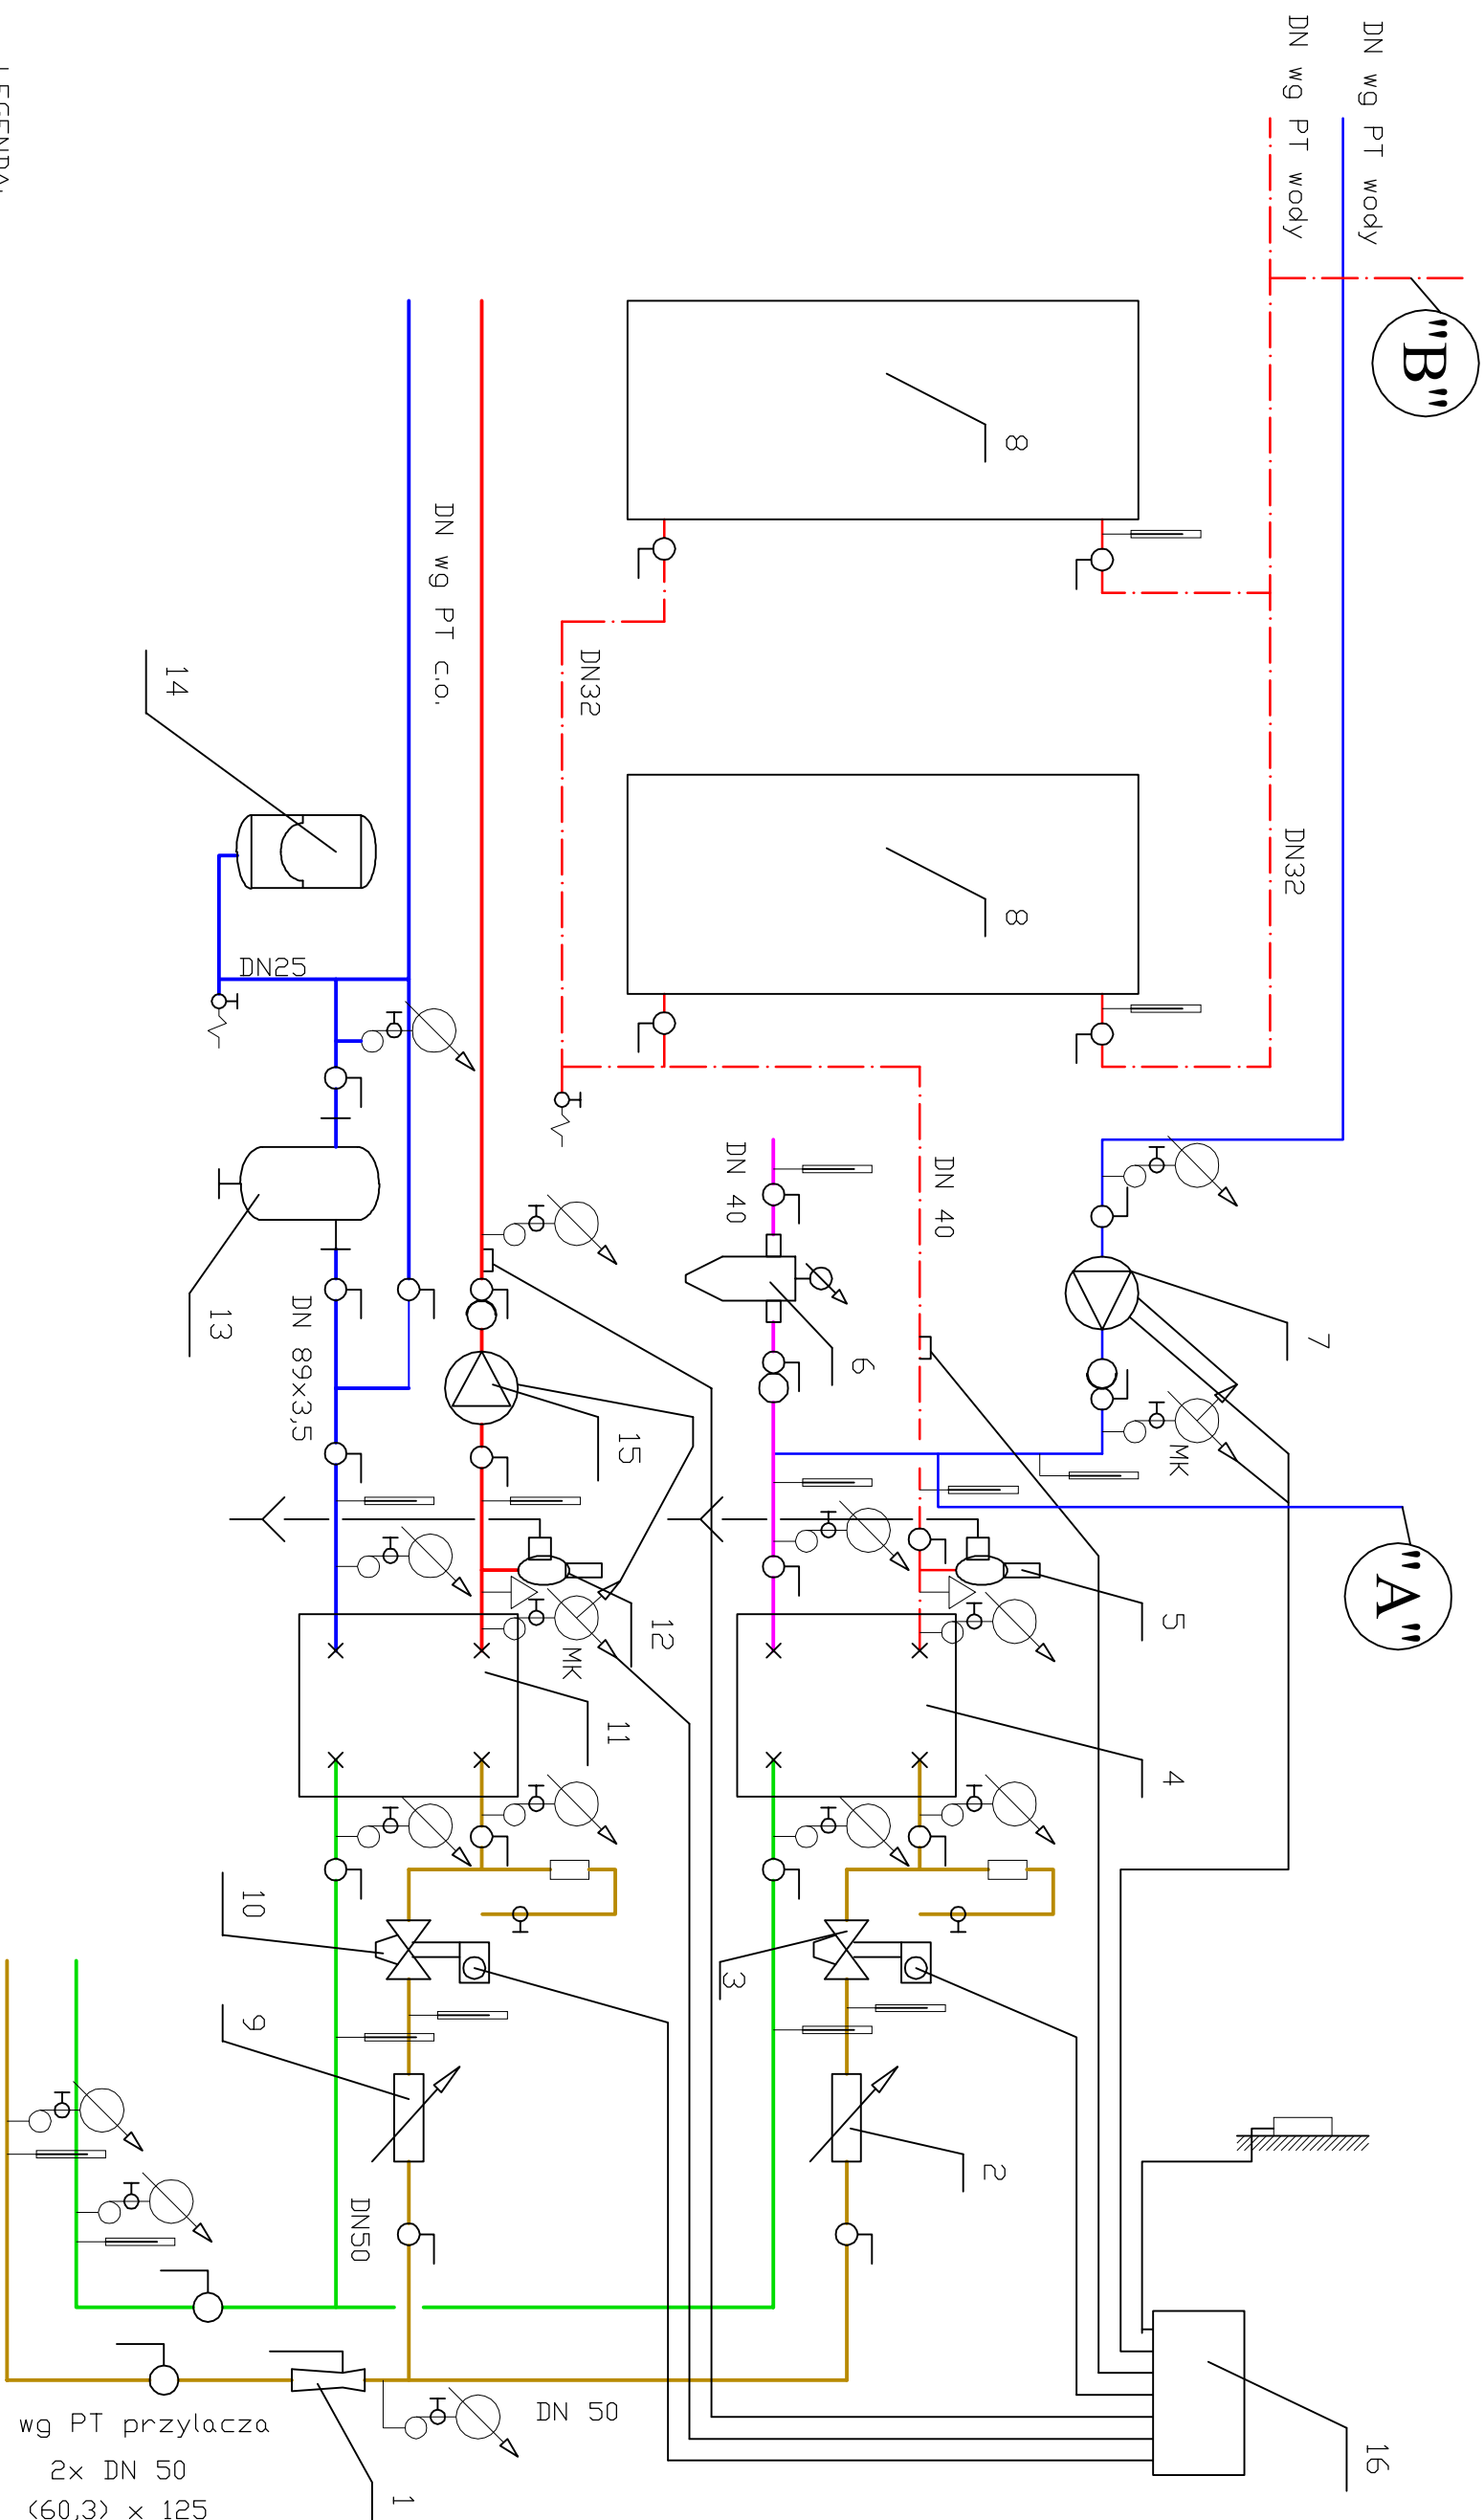 DN wg PT wody
DN wg PT wody
"B"
8
DN wg PT c.o.
DN32
14
DN32
8
DN25
DN 40
DN 40
7
13
DN 89x3,5
6
15
MK
"A"
5
12
MK
11
4
10
3
9
2
DN50
DN 50
wg PT przylacza
2x DN 50
(60,3) x 125
1
16